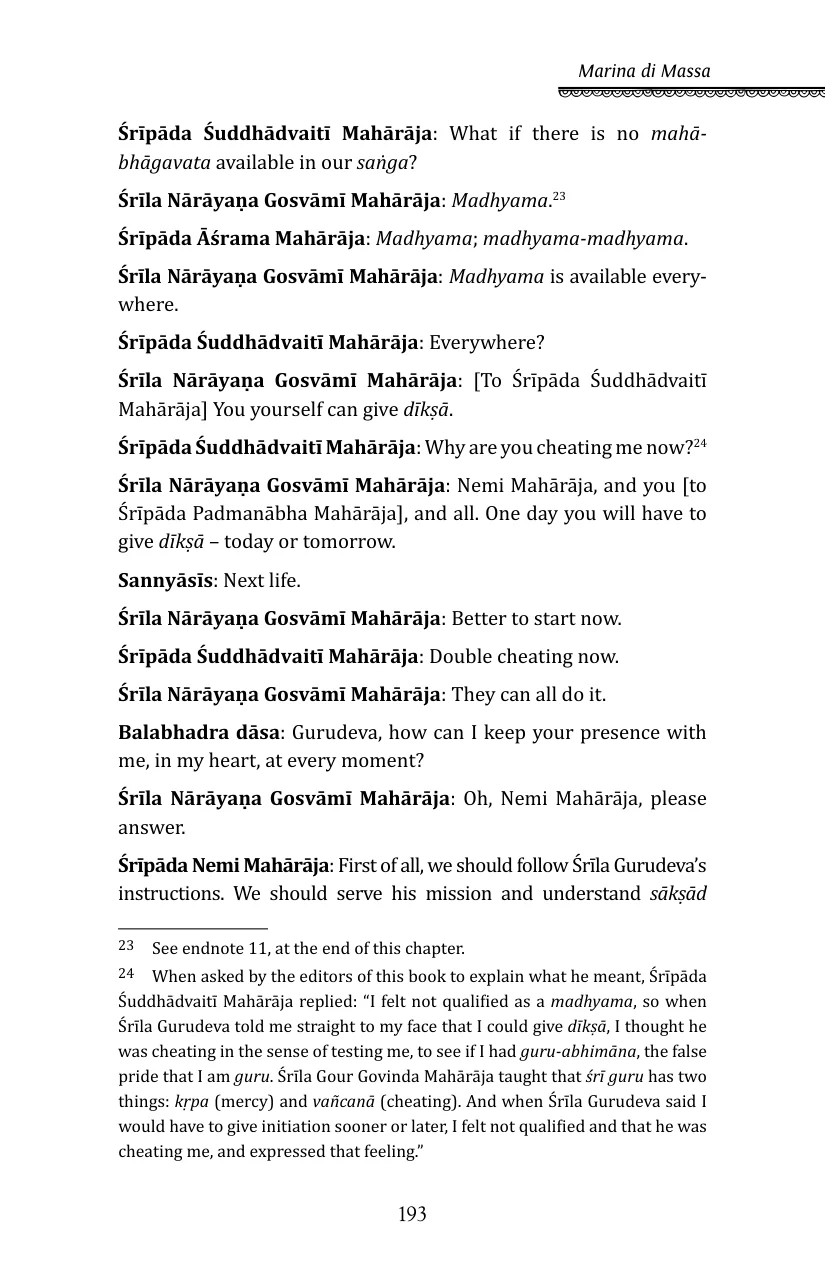 Marina di Massa
Śrīpāda Śuddhādvaitī Mahārāja: What if there is no mahā-
bhāgavata available in our saṅga?
Śrīla Nārāyaṇa Gosvāmī Mahārāja: Madhyama.23
Śrīpāda Āśrama Mahārāja: Madhyama; madhyama-madhyama.
Śrīla Nārāyaṇa Gosvāmī Mahārāja: Madhyama is available every-
where.
Śrīpāda Śuddhādvaitī Mahārāja: Everywhere?
Śrīla Nārāyaṇa Gosvāmī Mahārāja: [To Śrīpāda Śuddhādvaitī
Mahārāja] You yourself can give dīkṣā.
Śrīpāda Śuddhādvaitī Mahārāja: Why are you cheating me now?24
Śrīla Nārāyaṇa Gosvāmī Mahārāja: Nemi Mahārāja, and you [to
Śrīpāda Padmanābha Mahārāja], and all. One day you will have to
give dīkṣā – today or tomorrow.
Sannyāsīs: Next life.
Śrīla Nārāyaṇa Gosvāmī Mahārāja: Better to start now.
Śrīpāda Śuddhādvaitī Mahārāja: Double cheating now.
Śrīla Nārāyaṇa Gosvāmī Mahārāja: They can all do it.
Balabhadra dāsa: Gurudeva, how can I keep your presence with
me, in my heart, at every moment?
Śrīla Nārāyaṇa Gosvāmī Mahārāja: Oh, Nemi Mahārāja, please
answer.
Śrīpāda Nemi Mahārāja: First of all, we should follow Śrīla Gurudeva's
instructions. We should serve his mission and understand sākṣād
23 See endnote 11, at the end of this chapter.
24 When asked by the editors of this book to explain what he meant, Śrīpāda
Śuddhādvaitī Mahārāja replied: “I felt not qualified as a madhyama, so when
Śrīla Gurudeva told me straight to my face that I could give dīkṣā, I thought he
was cheating in the sense of testing me, to see if I had guru-abhimāna, the false
pride that I am guru. Śrīla Gour Govinda Mahārāja taught that śrī guru has two
things: kṛpa (mercy) and vañcanā (cheating). And when Śrīla Gurudeva said I
would have to give initiation sooner or later, I felt not qualified and that he was
cheating me, and expressed that feeling.”
193